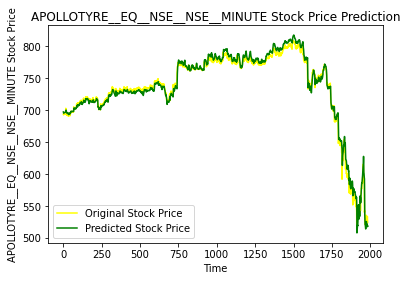 APOLLOTYRE__EQ__NSE__NSE__MINUTE Stock Price Prediction
APOLLOTYRE__EQ__NSE__NSE__MINUTE Stock Price
800
750
700
650
600
550
500
Original Stock Price
Predicted Stock Price
0 250 500 750 1000 1250 1500 1750 2000
Time